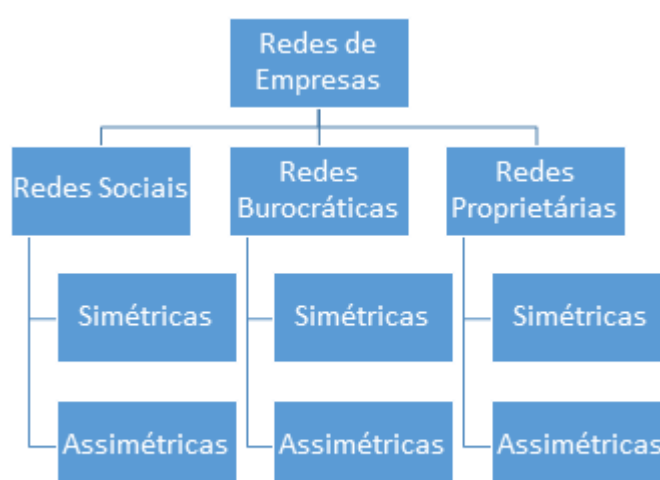 Redes de
Empresas
Redes Sociais
Redes
Burocráticas
Redes
Proprietárias
Simétricas
Simétricas
Simétricas
Assimétricas
Assimétricas
Assimétricas